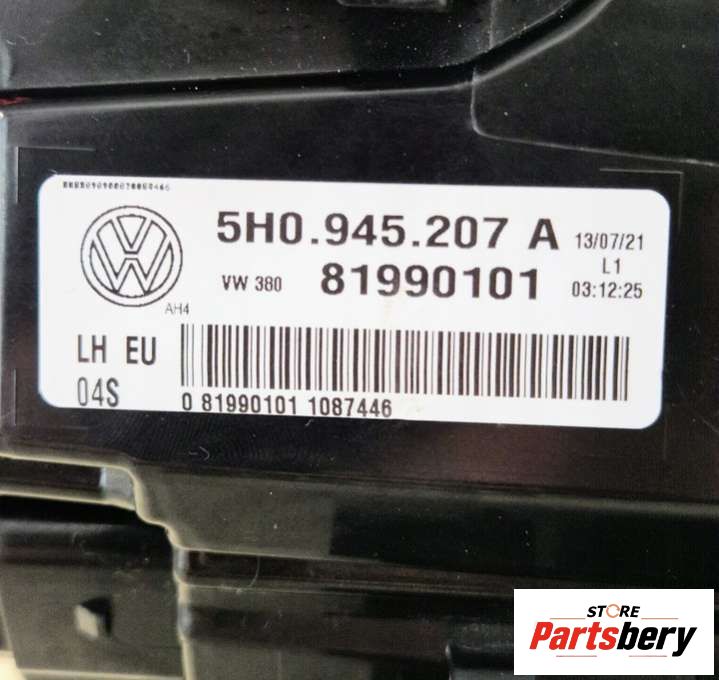 5H0.945.207 A 13/07/21
L1
VW 380 81990101 03:12:25
AH4
LH EU
04S
0 81990101 1087446
STORE
Partsbery